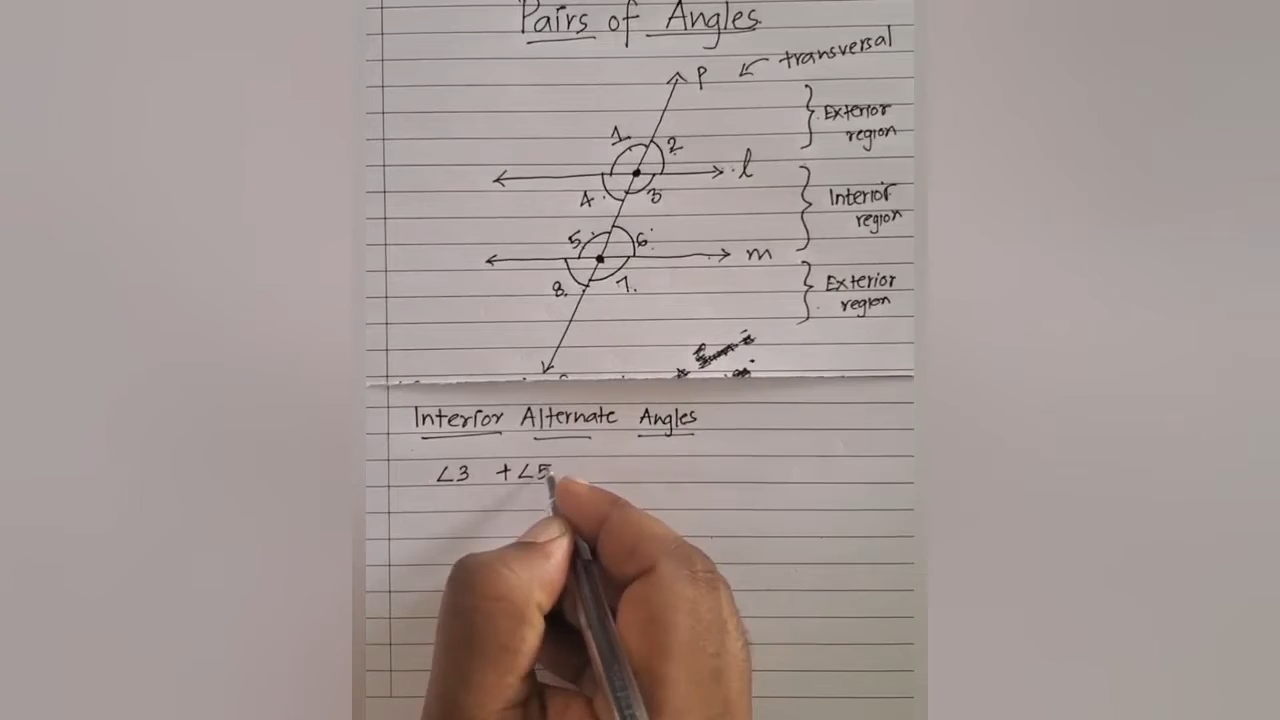 Pairs of Angles
transversal
P
Exterior
region
1
2
l
4
3
Interior
region
5
6
m
8
7
Exterior
region
Interior Alternate Angles
∠3 + ∠5